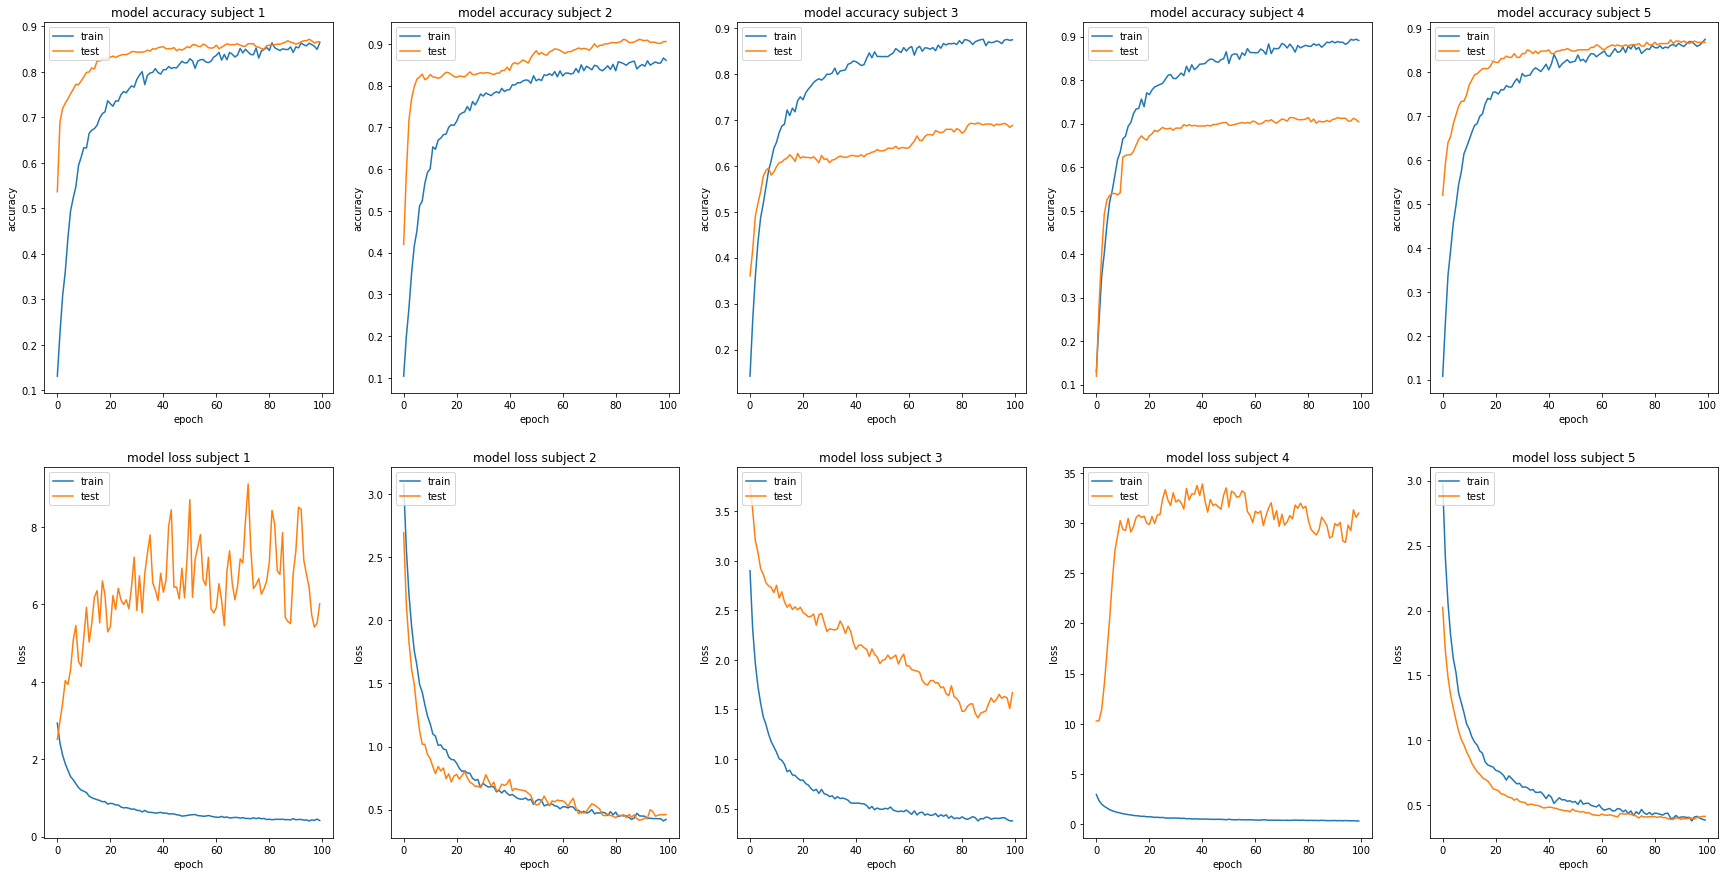 model accuracy subject 1
train
test
accuracy
0.9
0.8
0.7
0.6
0.5
0.4
0.3
0.2
0.1
0 20 40 60 80 100
epoch
model accuracy subject 2
train
test
accuracy
0.9
0.8
0.7
0.6
0.5
0.4
0.3
0.2
0.1
0 20 40 60 80 100
epoch
model accuracy subject 3
train
test
accuracy
0.9
0.8
0.7
0.6
0.5
0.4
0.3
0.2
0 20 40 60 80 100
epoch
model accuracy subject 4
train
test
accuracy
0.9
0.8
0.7
0.6
0.5
0.4
0.3
0.2
0.1
0 20 40 60 80 100
epoch
model accuracy subject 5
train
test
accuracy
0.9
0.8
0.7
0.6
0.5
0.4
0.3
0.2
0.1
0 20 40 60 80 100
epoch
model loss subject 1
train
test
loss
8
6
4
2
0
0 20 40 60 80 100
epoch
model loss subject 2
train
test
loss
3.0
2.5
2.0
1.5
1.0
0.5
0 20 40 60 80 100
epoch
model loss subject 3
train
test
loss
3.5
3.0
2.5
2.0
1.5
1.0
0.5
0 20 40 60 80 100
epoch
model loss subject 4
train
test
loss
35
30
25
20
15
10
5
0
0 20 40 60 80 100
epoch
model loss subject 5
train
test
loss
3.0
2.5
2.0
1.5
1.0
0.5
0 20 40 60 80 100
epoch